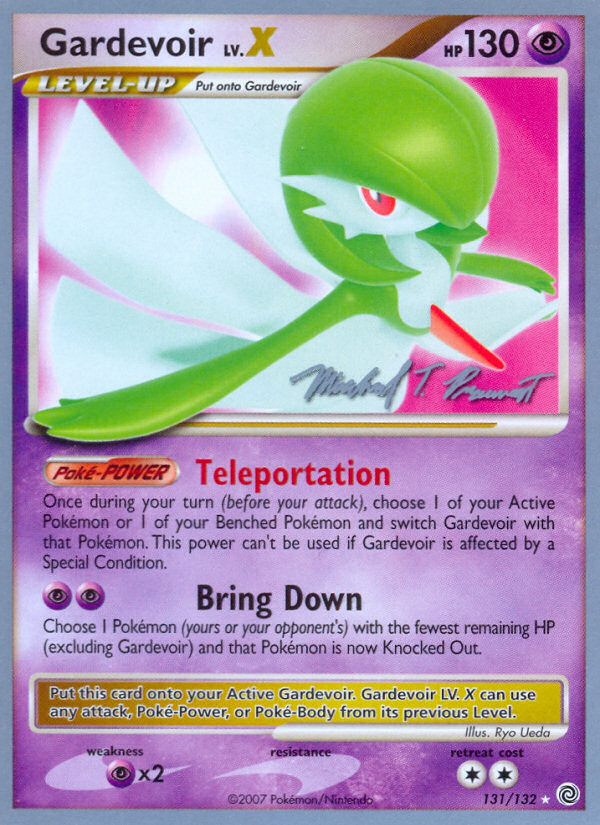 Gardevoir LV.X HP 130
LEVEL-UP Put onto Gardevoir
Michael T. Pramawat
Poké-POWER Teleportation
Once during your turn (before your attack), choose 1 of your Active
Pokémon or 1 of your Benched Pokémon and switch Gardevoir with
that Pokémon. This power can't be used if Gardevoir is affected by a
Special Condition.
Bring Down
Choose 1 Pokémon (yours or your opponent's) with the fewest remaining HP
(excluding Gardevoir) and that Pokémon is now Knocked Out.
Put this card onto your Active Gardevoir. Gardevoir LV. X can use
any attack, Poké-Power, or Poké-Body from its previous Level.
Illus. Ryo Ueda
weakness resistance retreat cost
x2
©2007 Pokémon/Nintendo 131/132